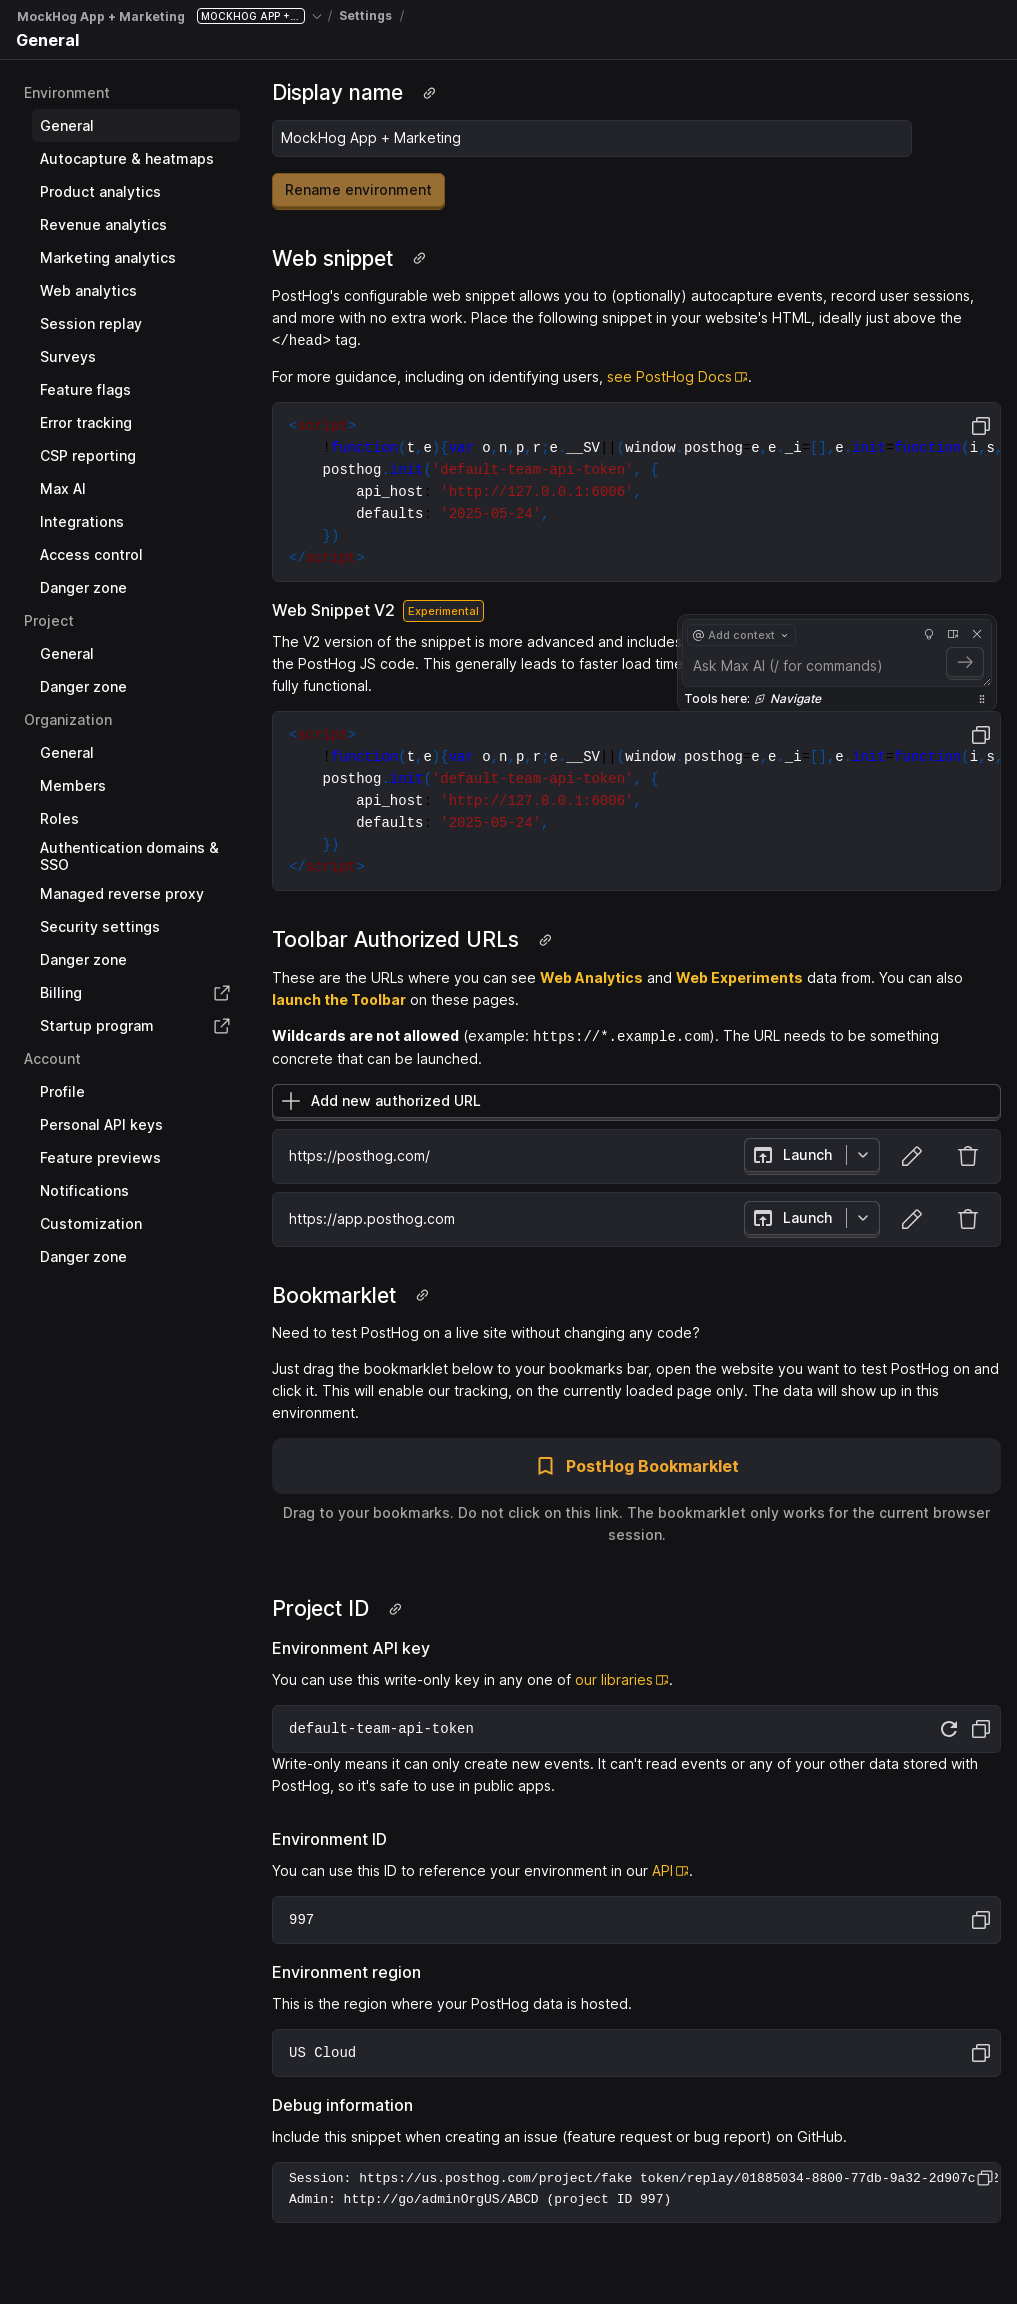 MockHog App + Marketing MOCKHOG APP +... / Settings /
General
Environment
General
Autocapture & heatmaps
Product analytics
Revenue analytics
Marketing analytics
Web analytics
Session replay
Surveys
Feature flags
Error tracking
CSP reporting
Max AI
Integrations
Access control
Danger zone
Project
General
Danger zone
Organization
General
Members
Roles
Authentication domains &
SSO
Managed reverse proxy
Security settings
Danger zone
Billing
Startup program
Account
Profile
Personal API keys
Feature previews
Notifications
Customization
Danger zone
Display name
MockHog App + Marketing
Rename environment
Web snippet
PostHog's configurable web snippet allows you to (optionally) autocapture events, record user sessions,
and more with no extra work. Place the following snippet in your website's HTML, ideally just above the
</head> tag.
For more guidance, including on identifying users, see PostHog Docs.
<script>
!function(t,e){var o,n,p,r;e.__SV||(window.posthog=e,e._i=[],e.init=function(i,s,
posthog.init('default-team-api-token', {
api_host: 'http://127.0.0.1:6006',
defaults: '2025-05-24',
})
</script>
Web Snippet V2 Experimental
The V2 version of the snippet is more advanced and includes
the PostHog JS code. This generally leads to faster load time
fully functional.
@ Add context
Ask Max AI (/ for commands)
Tools here: Navigate
<script>
!function(t,e){var o,n,p,r;e.__SV||(window.posthog=e,e._i=[],e.init=function(i,s,
posthog.init('default-team-api-token', {
api_host: 'http://127.0.0.1:6006',
defaults: '2025-05-24',
})
</script>
Toolbar Authorized URLs
These are the URLs where you can see Web Analytics and Web Experiments data from. You can also
launch the Toolbar on these pages.
Wildcards are not allowed (example: https://*.example.com). The URL needs to be something
concrete that can be launched.
Add new authorized URL
https://posthog.com/ Launch
https://app.posthog.com Launch
Bookmarklet
Need to test PostHog on a live site without changing any code?
Just drag the bookmarklet below to your bookmarks bar, open the website you want to test PostHog on and
click it. This will enable our tracking, on the currently loaded page only. The data will show up in this
environment.
PostHog Bookmarklet
Drag to your bookmarks. Do not click on this link. The bookmarklet only works for the current browser
session.
Project ID
Environment API key
You can use this write-only key in any one of our libraries.
default-team-api-token
Write-only means it can only create new events. It can't read events or any of your other data stored with
PostHog, so it's safe to use in public apps.
Environment ID
You can use this ID to reference your environment in our API.
997
Environment region
This is the region where your PostHog data is hosted.
US Cloud
Debug information
Include this snippet when creating an issue (feature request or bug report) on GitHub.
Session: https://us.posthog.com/project/fake token/replay/01885034-8800-77db-9a32-2d907c
Admin: http://go/adminOrgUS/ABCD (project ID 997)